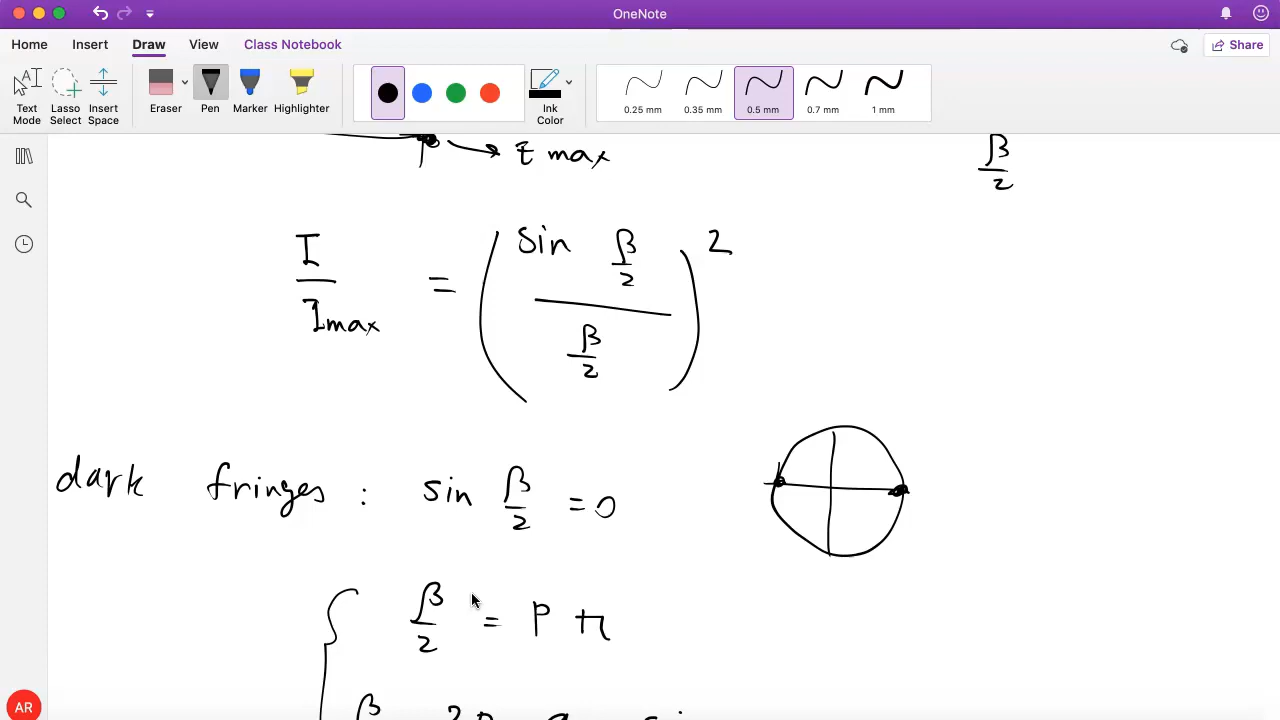 OneNote
Home Insert Draw View Class Notebook
Share
Text Mode
Lasso Select
Insert Space
Eraser
Pen
Marker
Highlighter
Ink Color
0.25 mm
0.35 mm
0.5 mm
0.7 mm
1 mm
max
β/2
I/Imax = (sin β/2 / β/2)2
dark fringes : sin β/2 = 0
β/2 = P π
AR